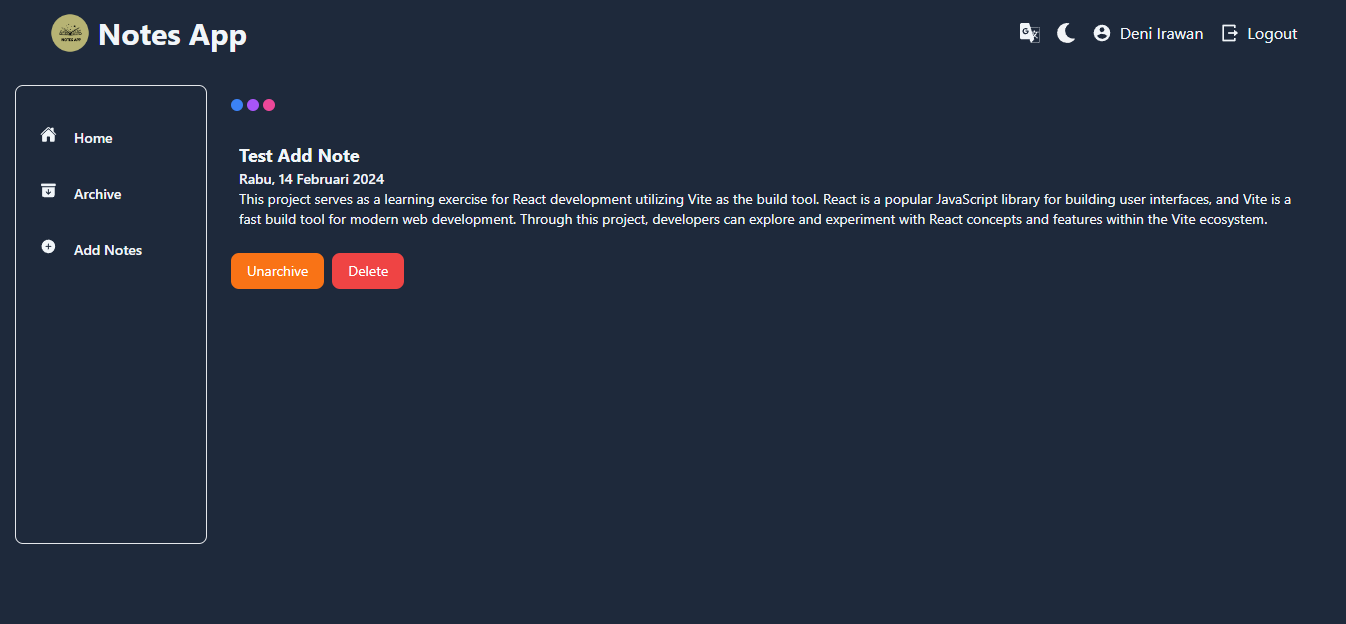 NOTES APP
Notes App
Deni Irawan
Logout
Home
Archive
Add Notes
Test Add Note
Rabu, 14 Februari 2024
This project serves as a learning exercise for React development utilizing Vite as the build tool. React is a popular JavaScript library for building user interfaces, and Vite is a
fast build tool for modern web development. Through this project, developers can explore and experiment with React concepts and features within the Vite ecosystem.
Unarchive
Delete